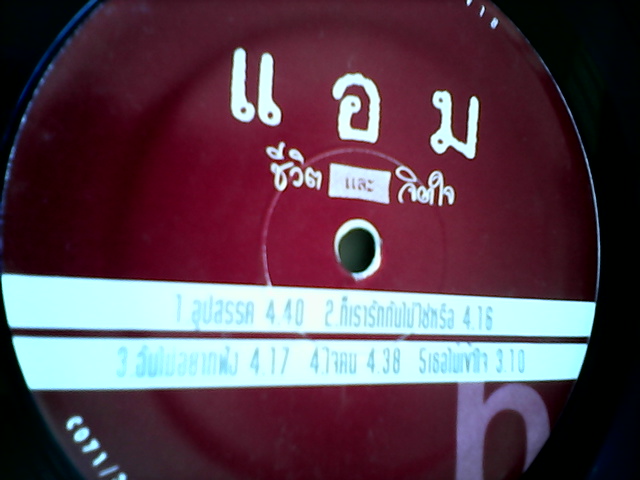 แอม
ชีวิต และ จิตใจ
1.อุปสรรค 4.40 2.ก็เรารักกันไม่ใช่หรือ 4.16
3.ฉันไม่อยากฟัง 4.17 4.ใจคน 4.38 5.เธอไม่เข้าใจ 3.10
b
C071/